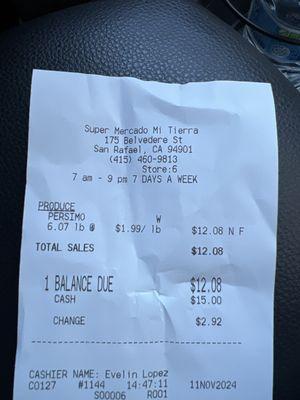 Super Mercado Mi Tierra
175 Belvedere St
San Rafael, CA 94901
(415) 460-9813
Store:6
7 am - 9 pm 7 DAYS A WEEK
PRODUCE
PERSIMO W
6.07 lb @ $1.99/ lb $12.08 N F
TOTAL SALES $12.08
1 BALANCE DUE $12.08
CASH $15.00
CHANGE $2.92
CASHIER NAME: Evelin Lopez
C0127 #1144 14:47:11 11NOV2024
S00006 R001